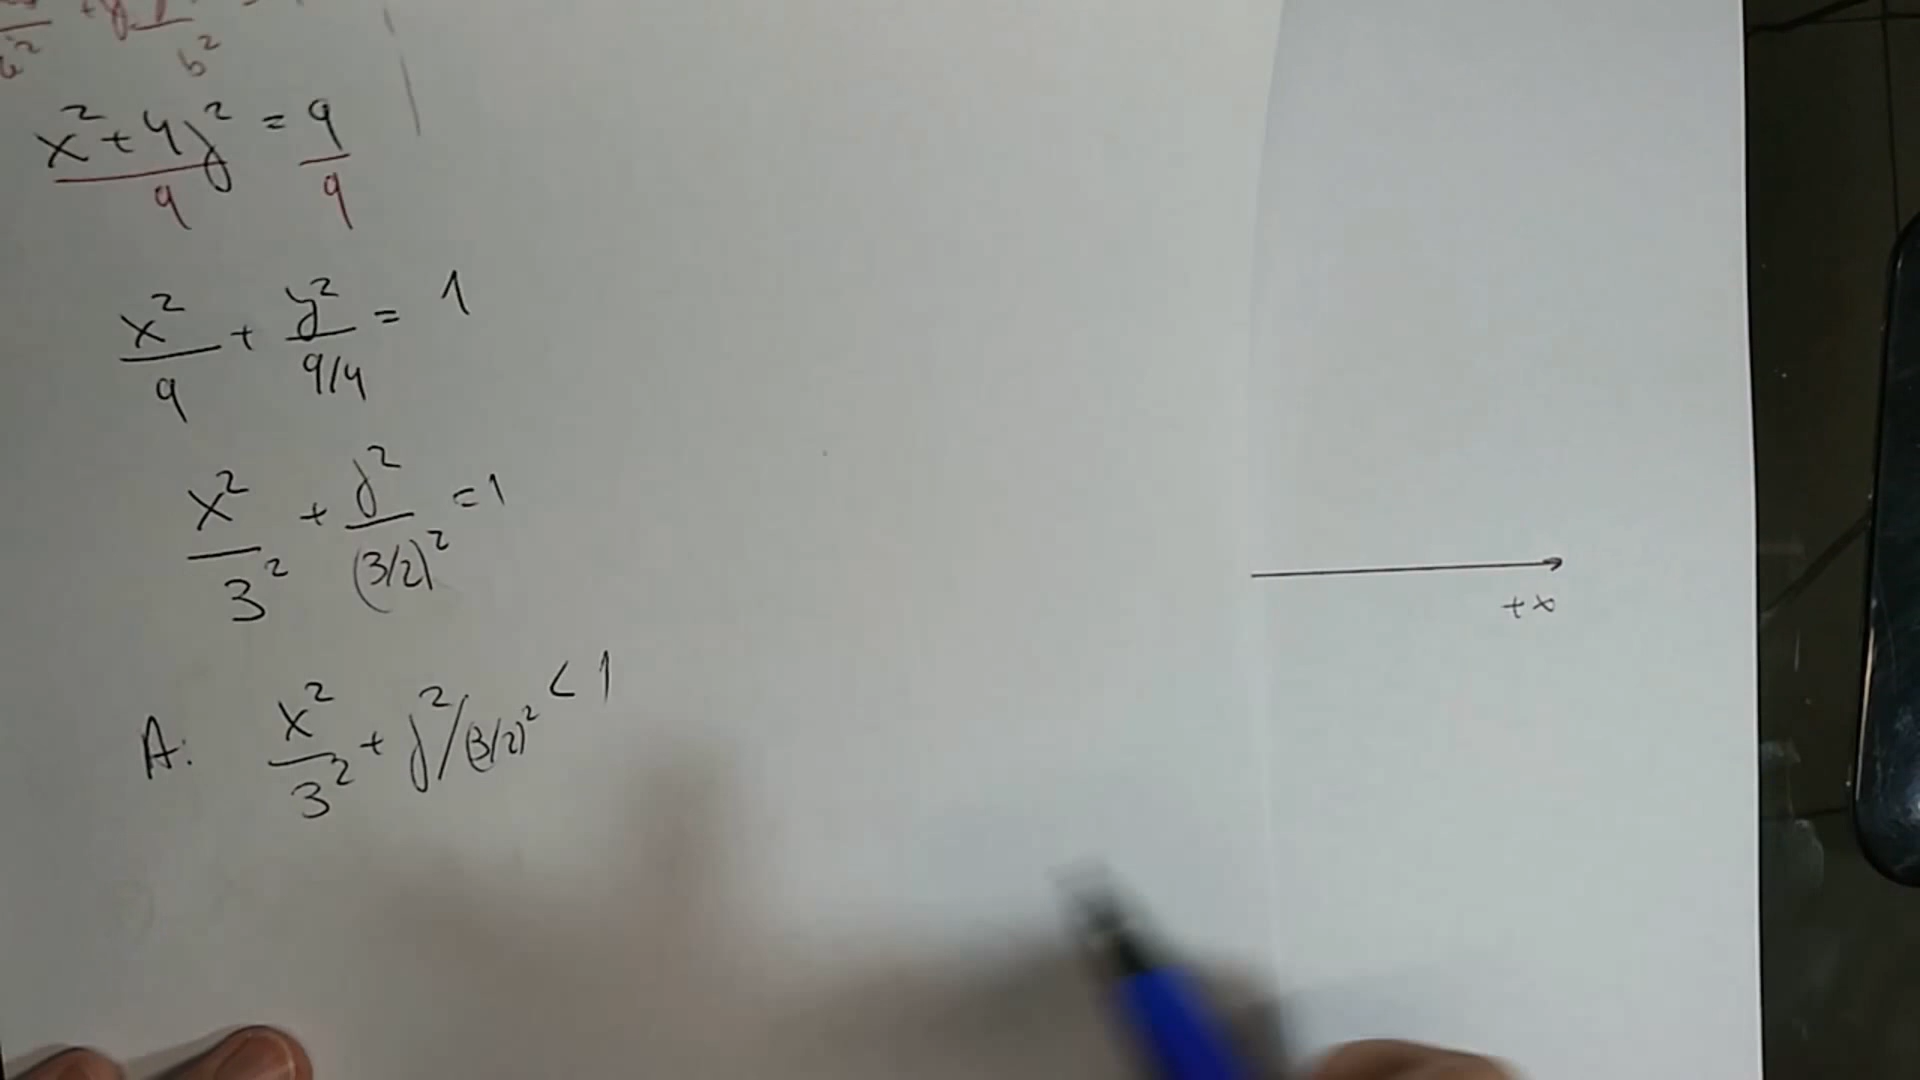 b²
x² + 4y² = 9
9 9
x²/9 + y²/(9/4) = 1
x²/3² + y²/(3/2)² = 1
A: x²/3² + y²/(3/2)² < 1
+x